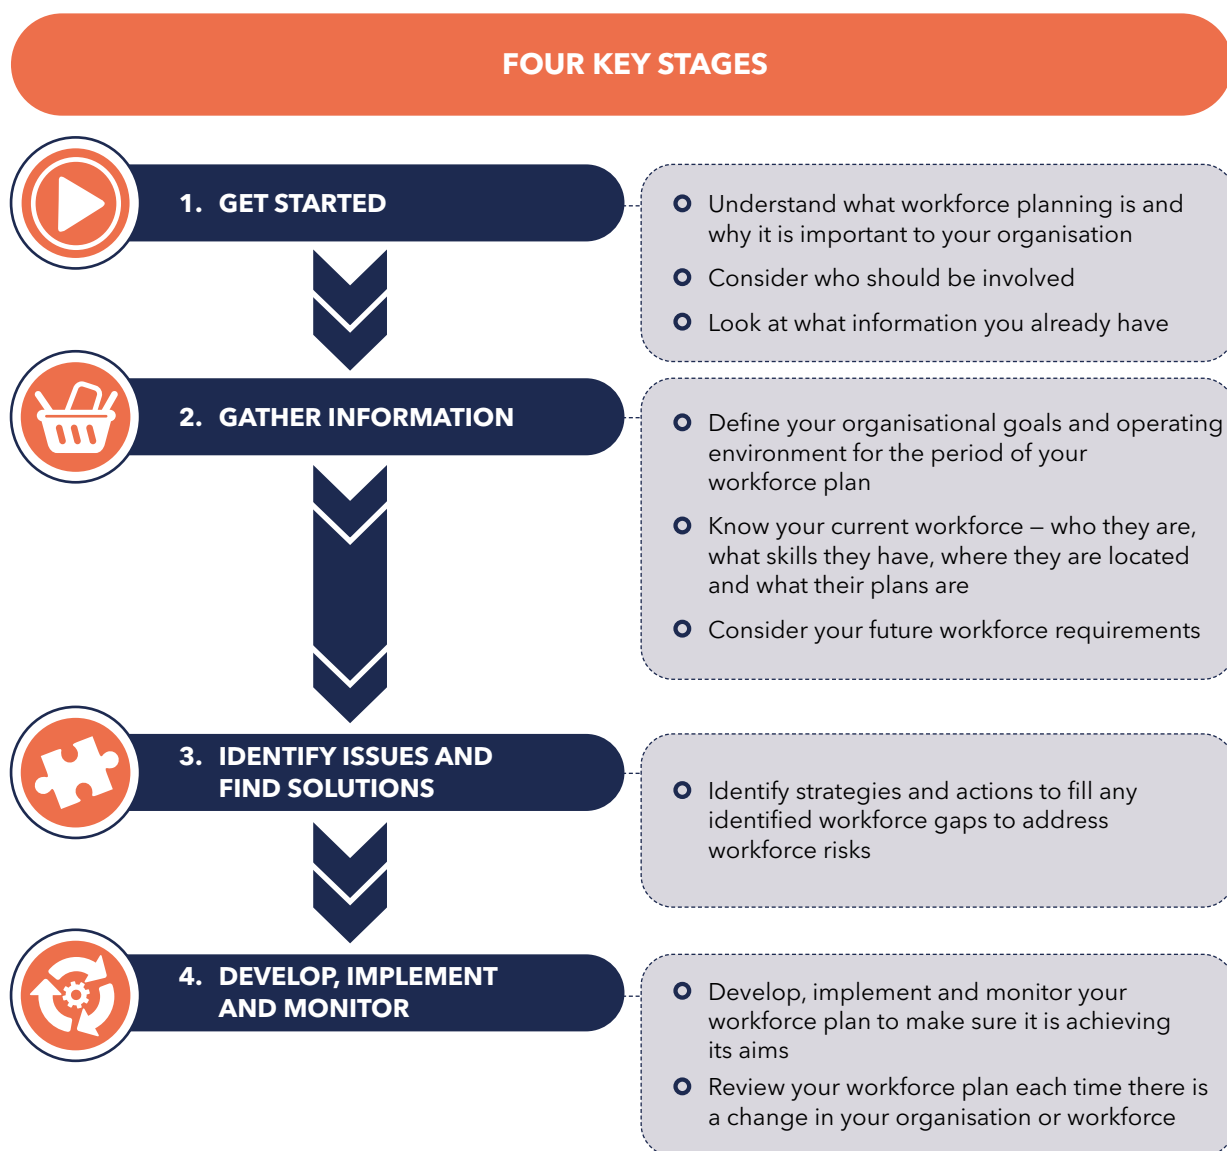 FOUR KEY STAGES
1. GET STARTED
Understand what workforce planning is and
why it is important to your organisation
Consider who should be involved
Look at what information you already have
2. GATHER INFORMATION
Define your organisational goals and operating
environment for the period of your
workforce plan
Know your current workforce – who they are,
what skills they have, where they are located
and what their plans are
Consider your future workforce requirements
3. IDENTIFY ISSUES AND
FIND SOLUTIONS
Identify strategies and actions to fill any
identified workforce gaps to address
workforce risks
4. DEVELOP, IMPLEMENT
AND MONITOR
Develop, implement and monitor your
workforce plan to make sure it is achieving
its aims
Review your workforce plan each time there is
a change in your organisation or workforce